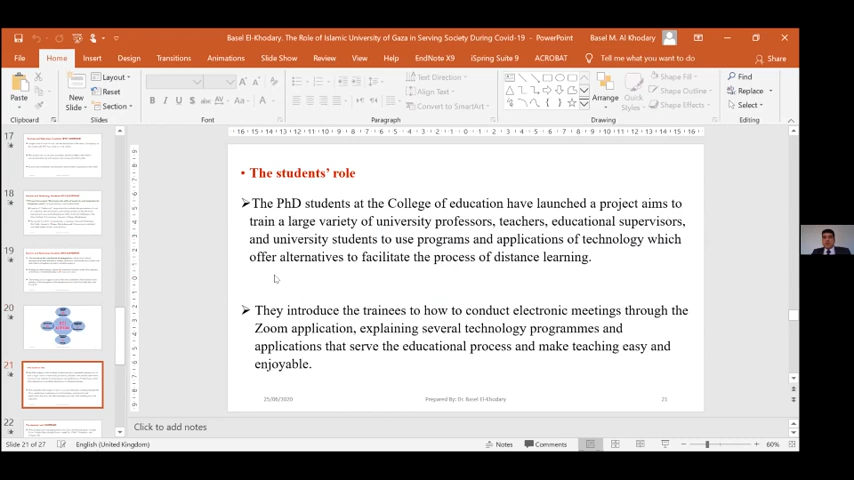 Basel El-Khodary. The Role of Islamic University of Gaza in Serving Society During Covid-19 - PowerPoint
Basel M. Al Khodary
File Home Insert Design Transitions Animations Slide Show Review View Help EndNote X9 iSpring Suite 9 ACROBAT Tell me what you want to do Share
Paste
New Slide
Layout
Reset
Section
B I U S abc AV Aa A
Text Direction
Align Text
Convert to SmartArt
Arrange
Quick Styles
Shape Fill
Shape Outline
Shape Effects
Find
Replace
Select
Clipboard Slides Font Paragraph Drawing Editing
17
18
19
20
21
22
• The students' role
➢The PhD students at the College of education have launched a project aims to
train a large variety of university professors, teachers, educational supervisors,
and university students to use programs and applications of technology which
offer alternatives to facilitate the process of distance learning.
➢ They introduce the trainees to how to conduct electronic meetings through the
Zoom application, explaining several technology programmes and
applications that serve the educational process and make teaching easy and
enjoyable.
25/08/2020 Prepared By: Dr. Basel El-Khodary 21
Click to add notes
Slide 21 of 27 English (United Kingdom) Notes Comments 60%